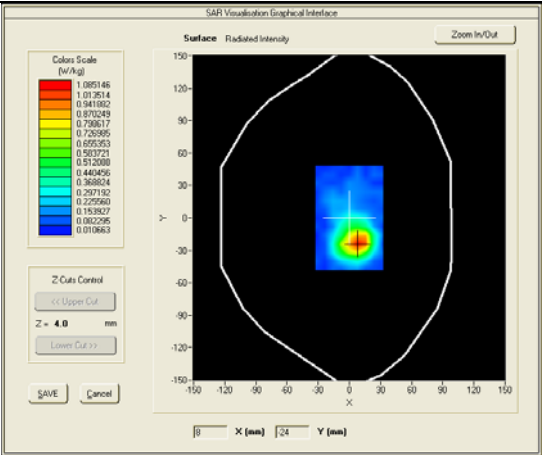 SAR Visualisation Graphical Interface
Surface Radiated Intensity
Zoom In/Out
Colors Scale
(W/kg)
1.085146
1.013514
0.941882
0.870249
0.798617
0.726985
0.655353
0.583721
0.512088
0.440456
0.368824
0.297192
0.225560
0.153927
0.082295
0.010663
Z-Cuts Control
<< Upper Cut
Z = 4.0 mm
Lower Cut >>
SAVE Cancel
150-
120-
90-
60-
30-
0-
-30-
-60-
-90-
-120-
-150-
Y
-150 -120 -90 -60 -30 0 30 60 90 120 150
X
8 X (mm) -24 Y (mm)